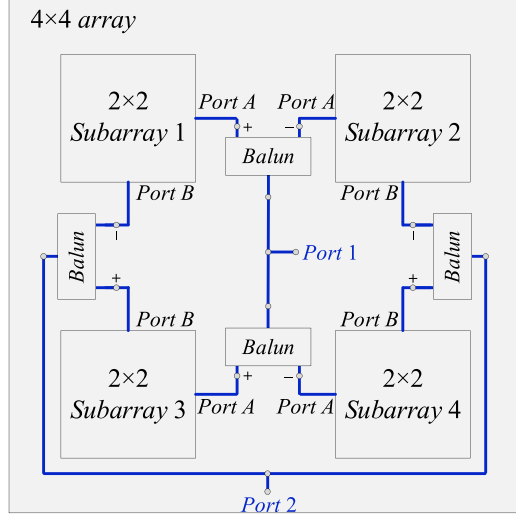 4×4 array
2×2
Subarray 1
Port A
Port A
2×2
Subarray 2
+
−
Balun
Port B
Port B
Balun
−
+
−
+
Balun
Port 1
Port B
Port B
Balun
2×2
Subarray 3
+
−
Port A
Port A
2×2
Subarray 4
Port 2